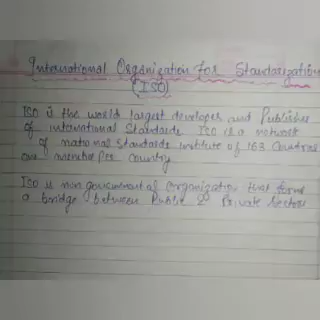 International Organization For Standarization
(ISO)
ISO is the world largest developer and Publisher
of international Standards ISO is a network
of national Standards institute of 163 Countries
one member Per Country
ISO is non governmental organization that forms
a bridge between Public & Private Sectors